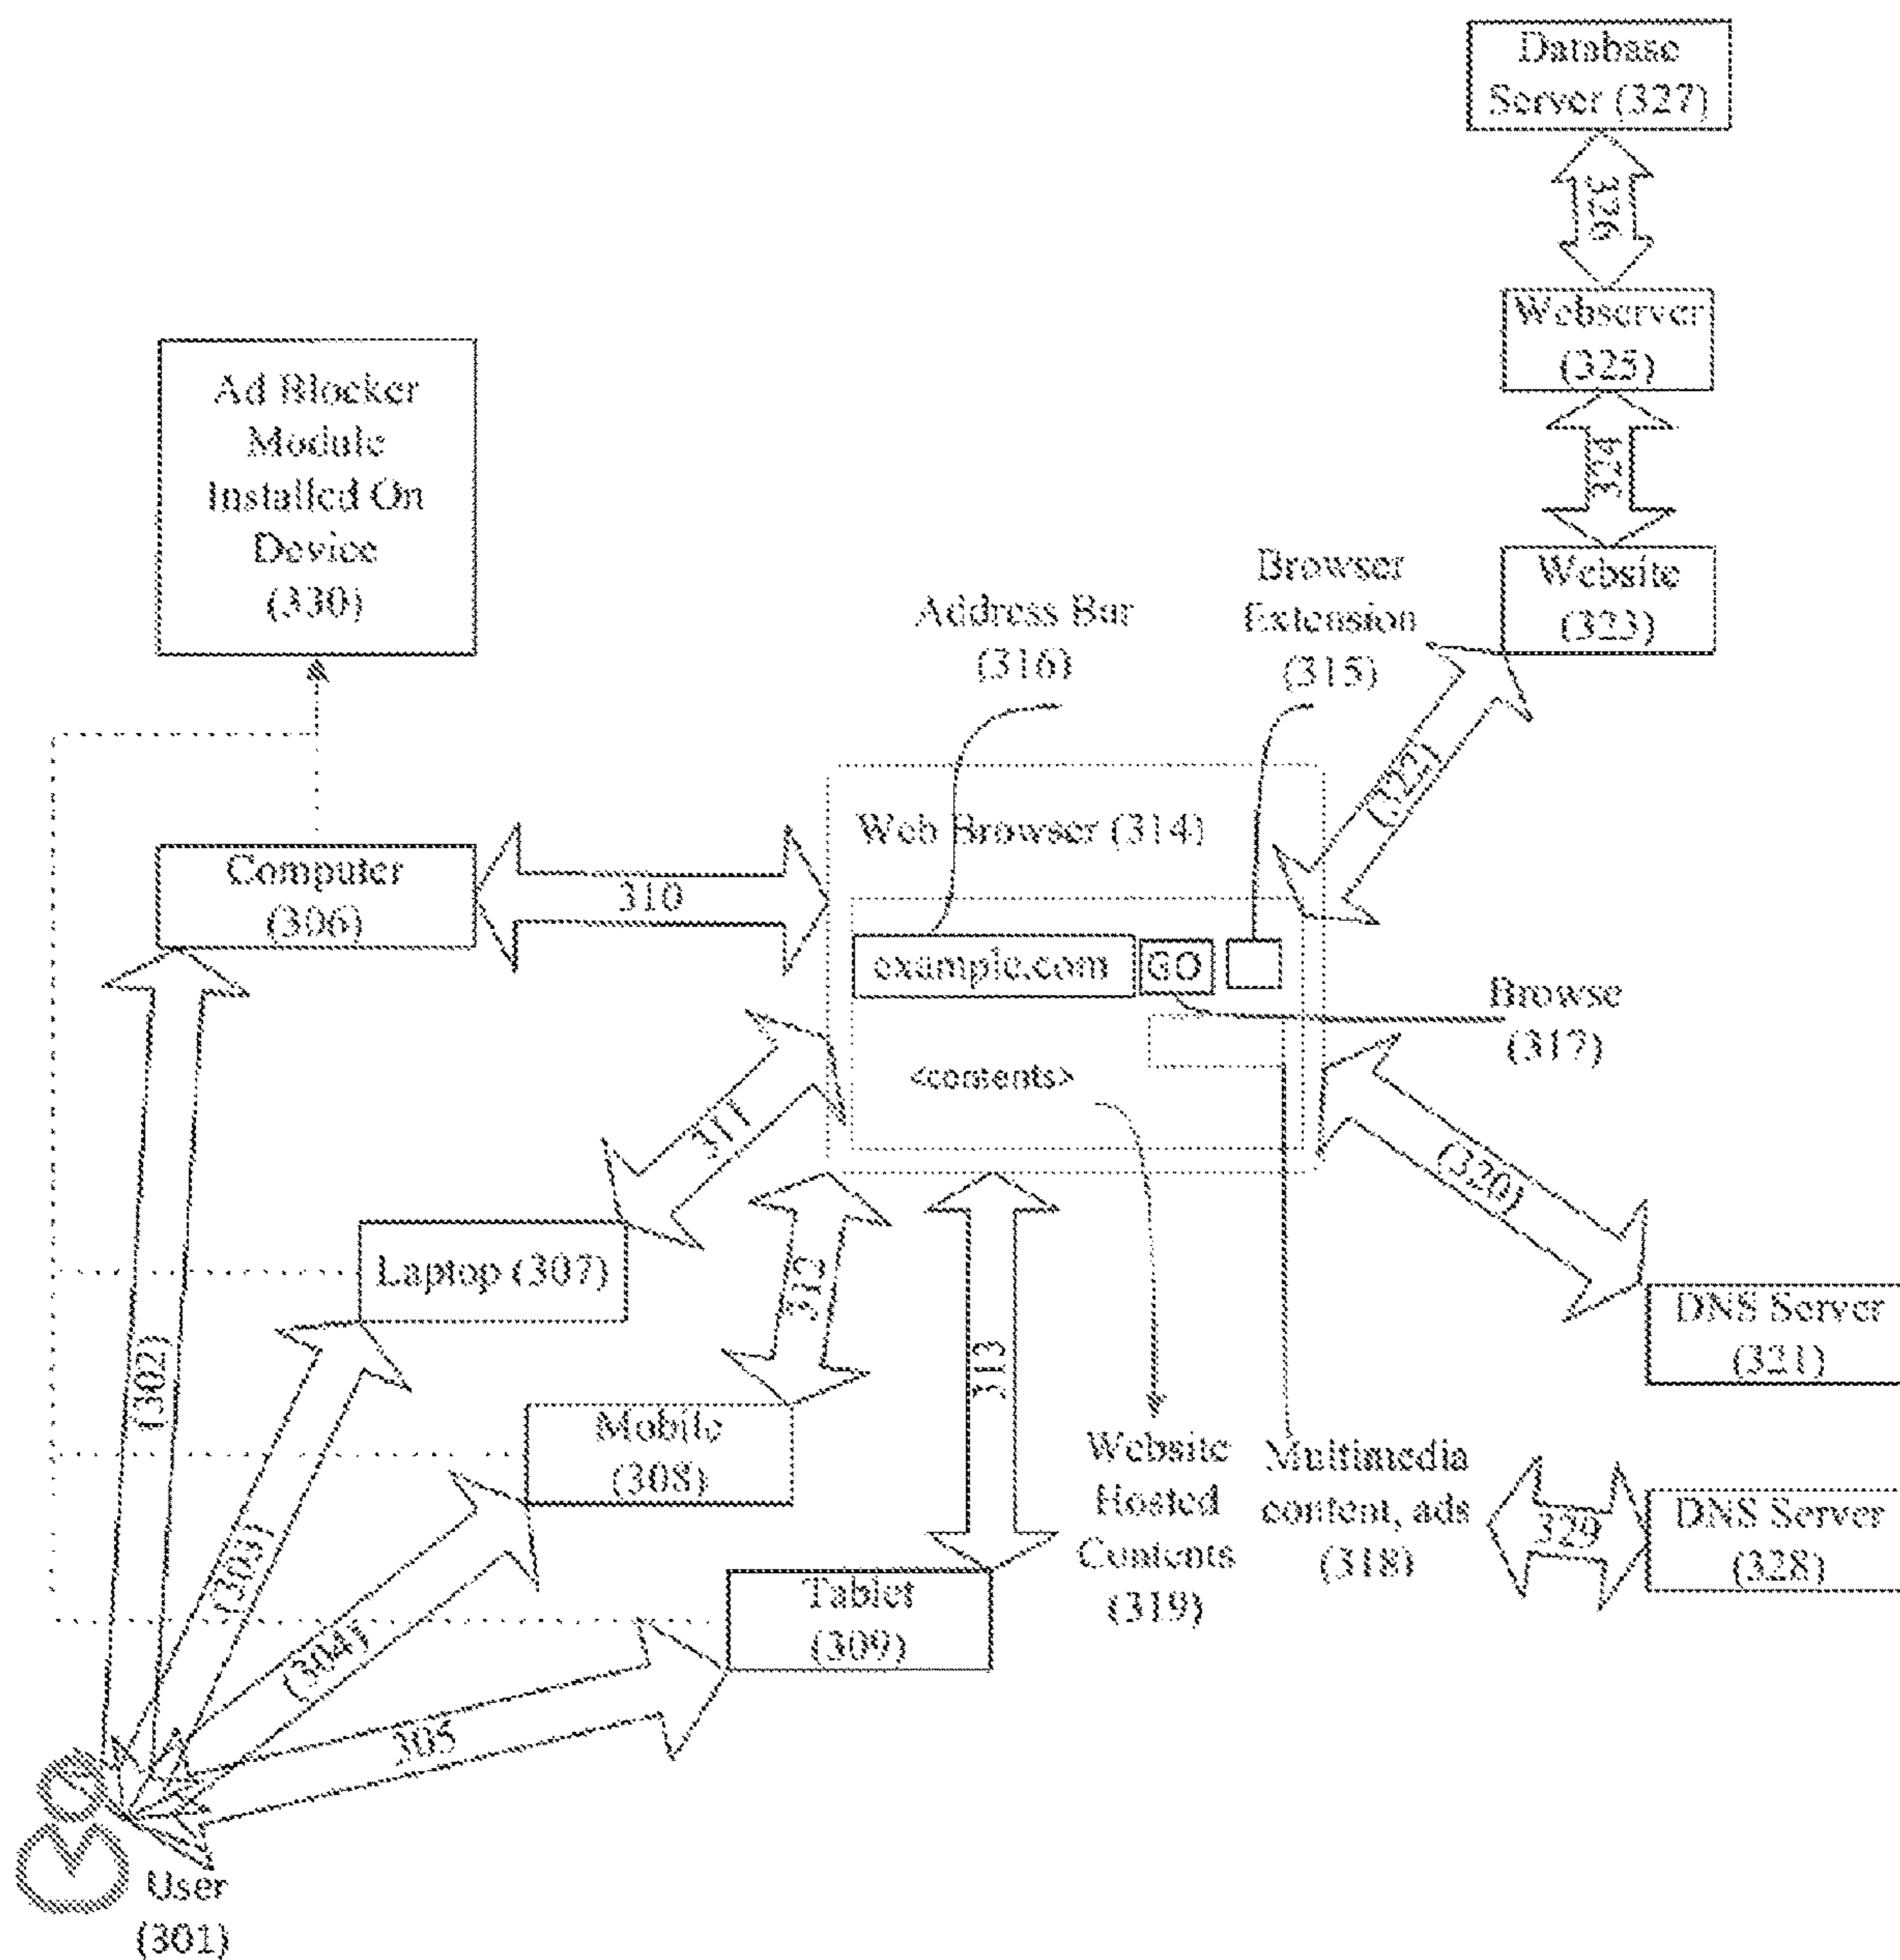 Database
Server (327)
326
Webserver
(325)
324
Website
(323)
Ad Blocker
Module
Installed On
Device
(330)
Browser
Extension
(315)
Address Bar
(316)
(322)
Web Browser (314)
Computer
(306)
310
example.com
GO
Browse
(317)
<contents>
311
(320)
Laptop (307)
312
DNS Server
(321)
313
(302)
Mobile
(308)
Website
Hosted
Contents
(319)
Multimedia
content, ads
(318)
329
DNS Server
(328)
(303)
Tablet
(309)
(304)
305
User
(301)